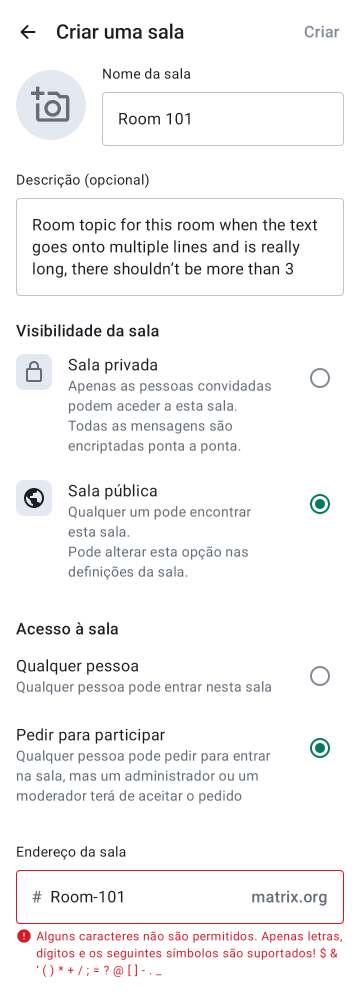 Criar uma sala
Criar
Nome da sala
Room 101
Descrição (opcional)
Room topic for this room when the text
goes onto multiple lines and is really
long, there shouldn’t be more than 3
Visibilidade da sala
Sala privada
Apenas as pessoas convidadas
podem aceder a esta sala.
Todas as mensagens são
encriptadas ponta a ponta.
Sala pública
Qualquer um pode encontrar
esta sala.
Pode alterar esta opção nas
definições da sala.
Acesso à sala
Qualquer pessoa
Qualquer pessoa pode entrar nesta sala
Pedir para participar
Qualquer pessoa pode pedir para entrar
na sala, mas um administrador ou um
moderador terá de aceitar o pedido
Endereço da sala
# Room-101 matrix.org
Alguns caracteres não são permitidos. Apenas letras,
dígitos e os seguintes símbolos são suportados! $ &
‘ ( ) * + / ; = ? @ [ ] - . _